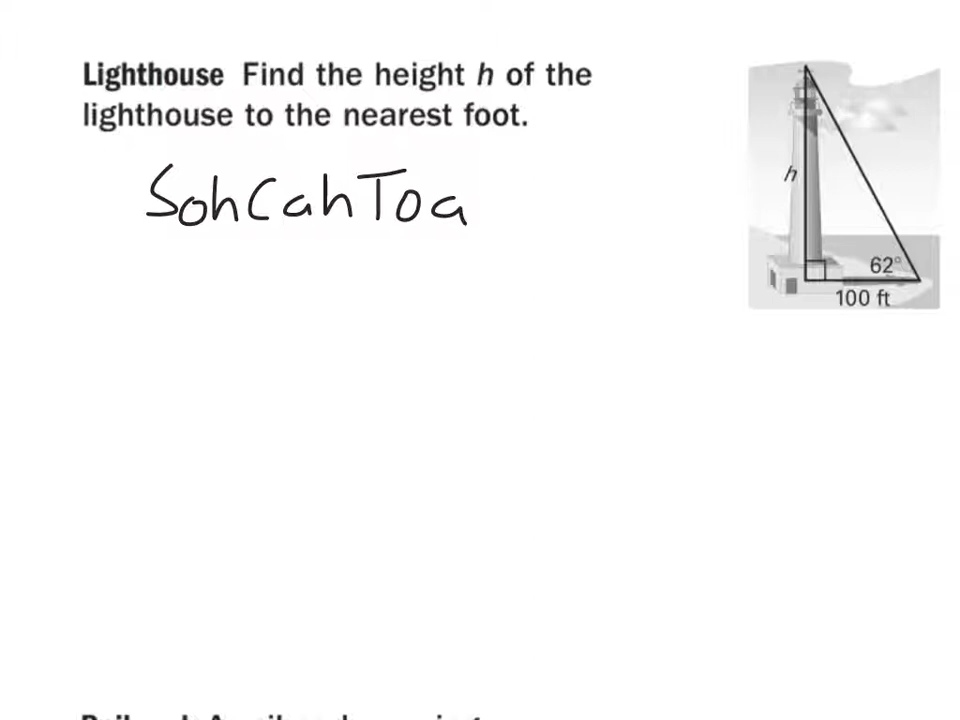 Lighthouse Find the height h of the
lighthouse to the nearest foot.
SohCahToa
h
62°
100 ft